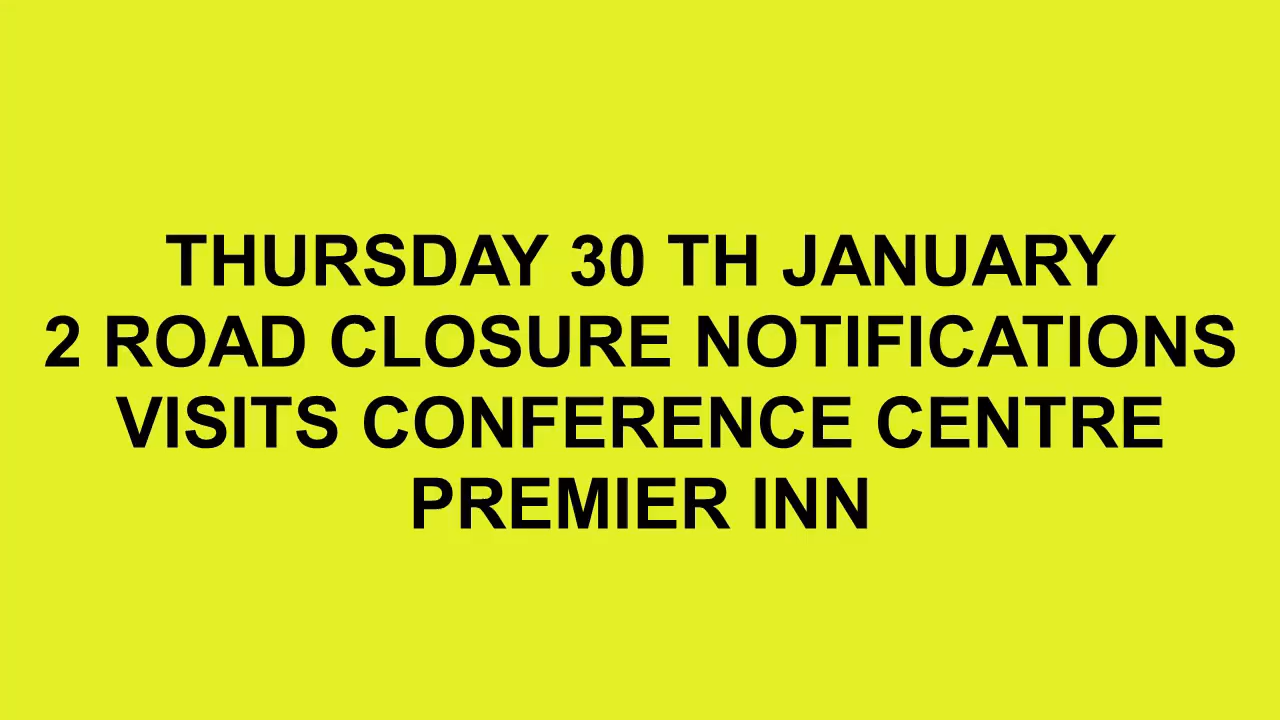 THURSDAY 30 TH JANUARY
2 ROAD CLOSURE NOTIFICATIONS
VISITS CONFERENCE CENTRE
PREMIER INN